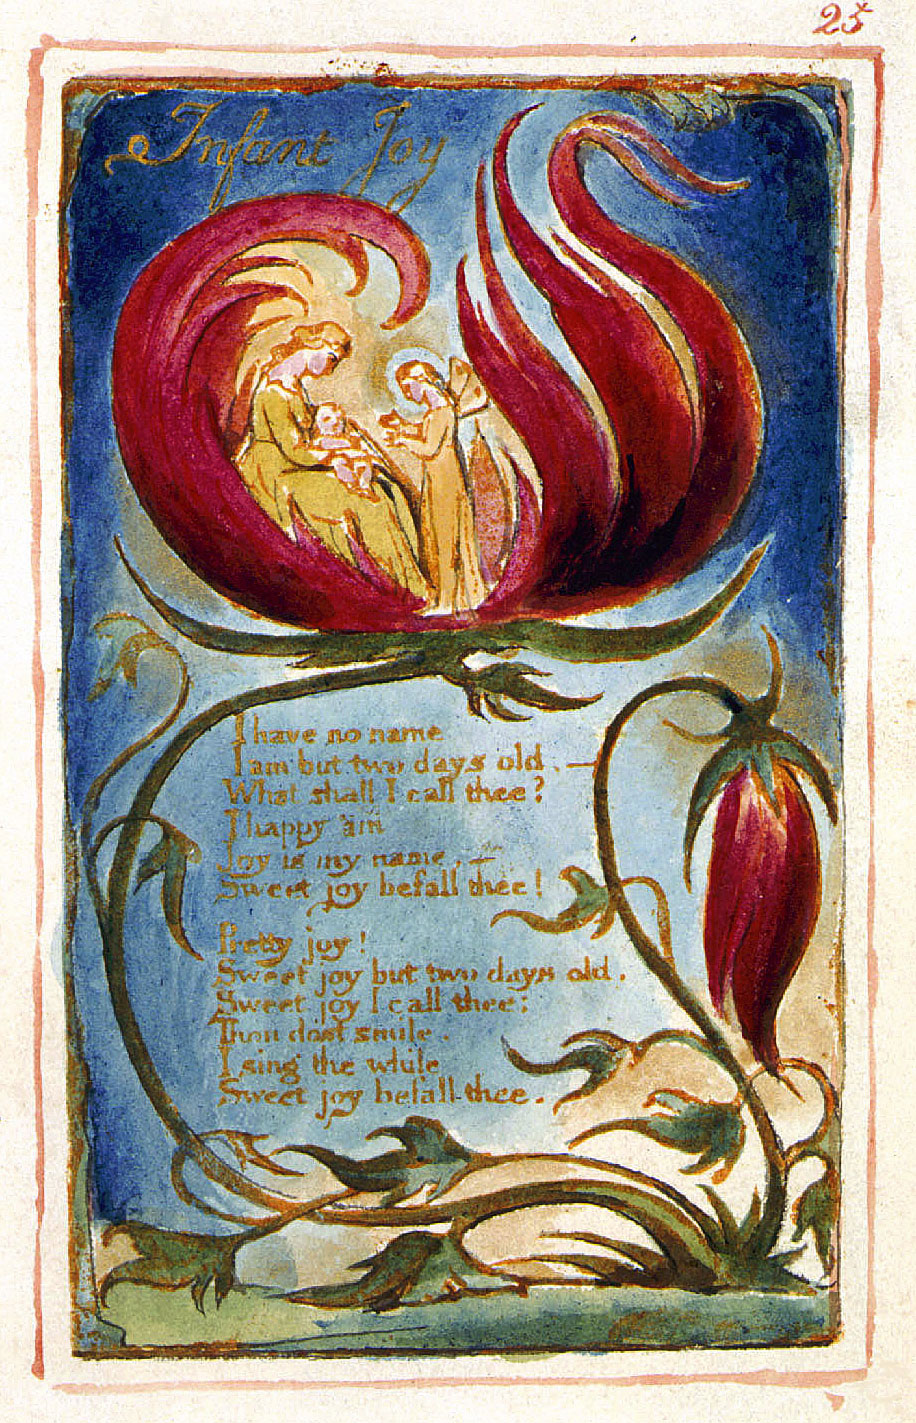 25
Infant Joy
I have no name
I am but two days old. —
What shall I call thee?
I happy am
Joy is my name, —
Sweet joy befall thee!
Pretty joy!
Sweet joy but two days old.
Sweet joy I call thee:
Thou dost smile.
I sing the while
Sweet joy befall thee.